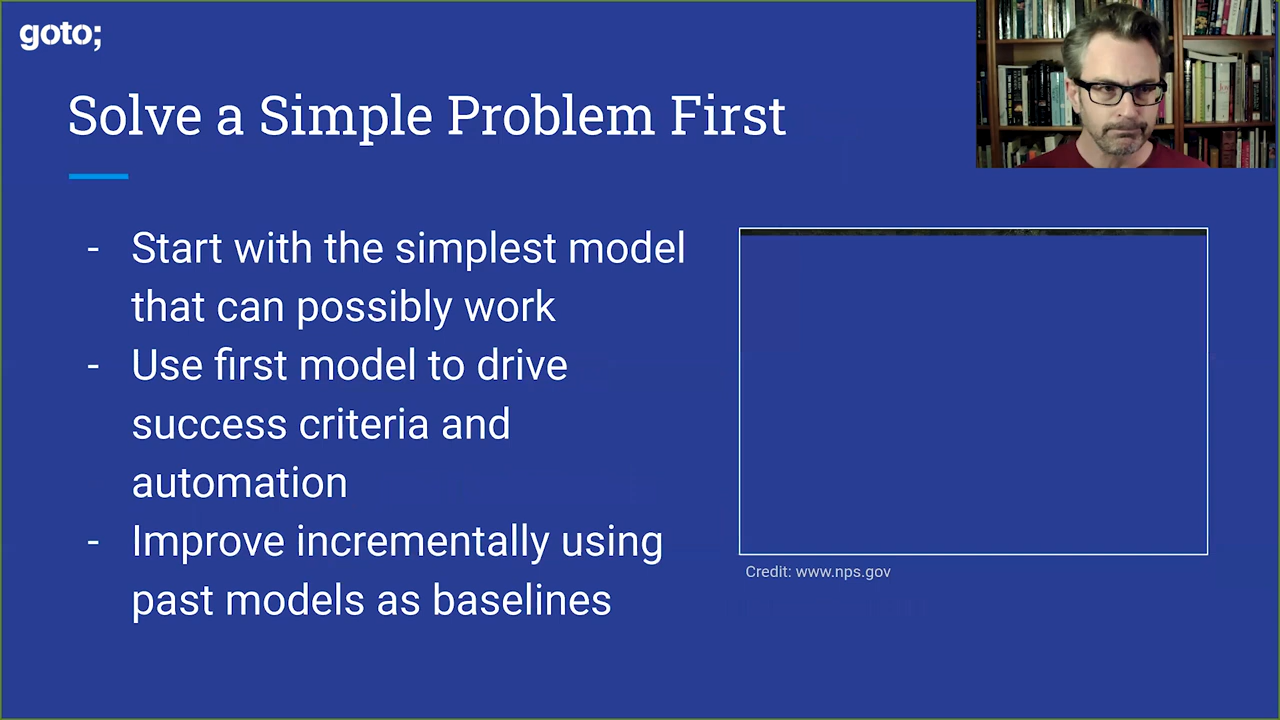 goto;
Solve a Simple Problem First
- Start with the simplest model
that can possibly work
- Use first model to drive
success criteria and
automation
- Improve incrementally using
past models as baselines
Credit: www.nps.gov